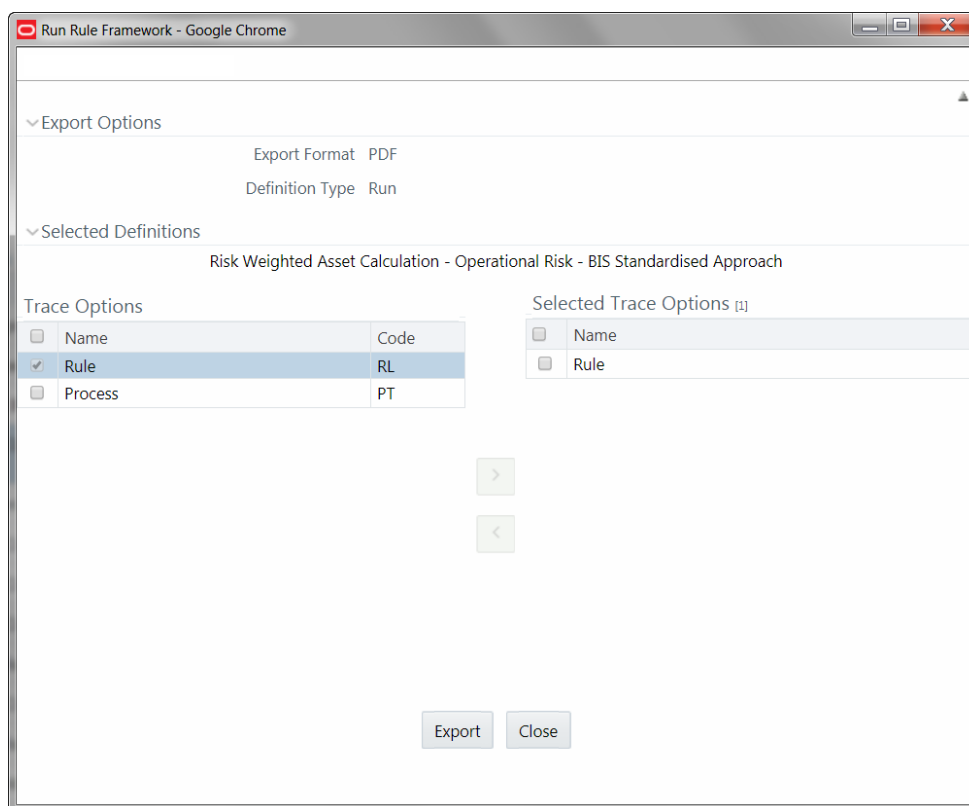 Run Rule Framework - Google Chrome
Export Options
Export Format PDF
Definition Type Run
Selected Definitions
Risk Weighted Asset Calculation - Operational Risk - BIS Standardised Approach
Trace Options
Name Code
Rule RL
Process PT
Selected Trace Options [1]
Name
Rule
Export Close